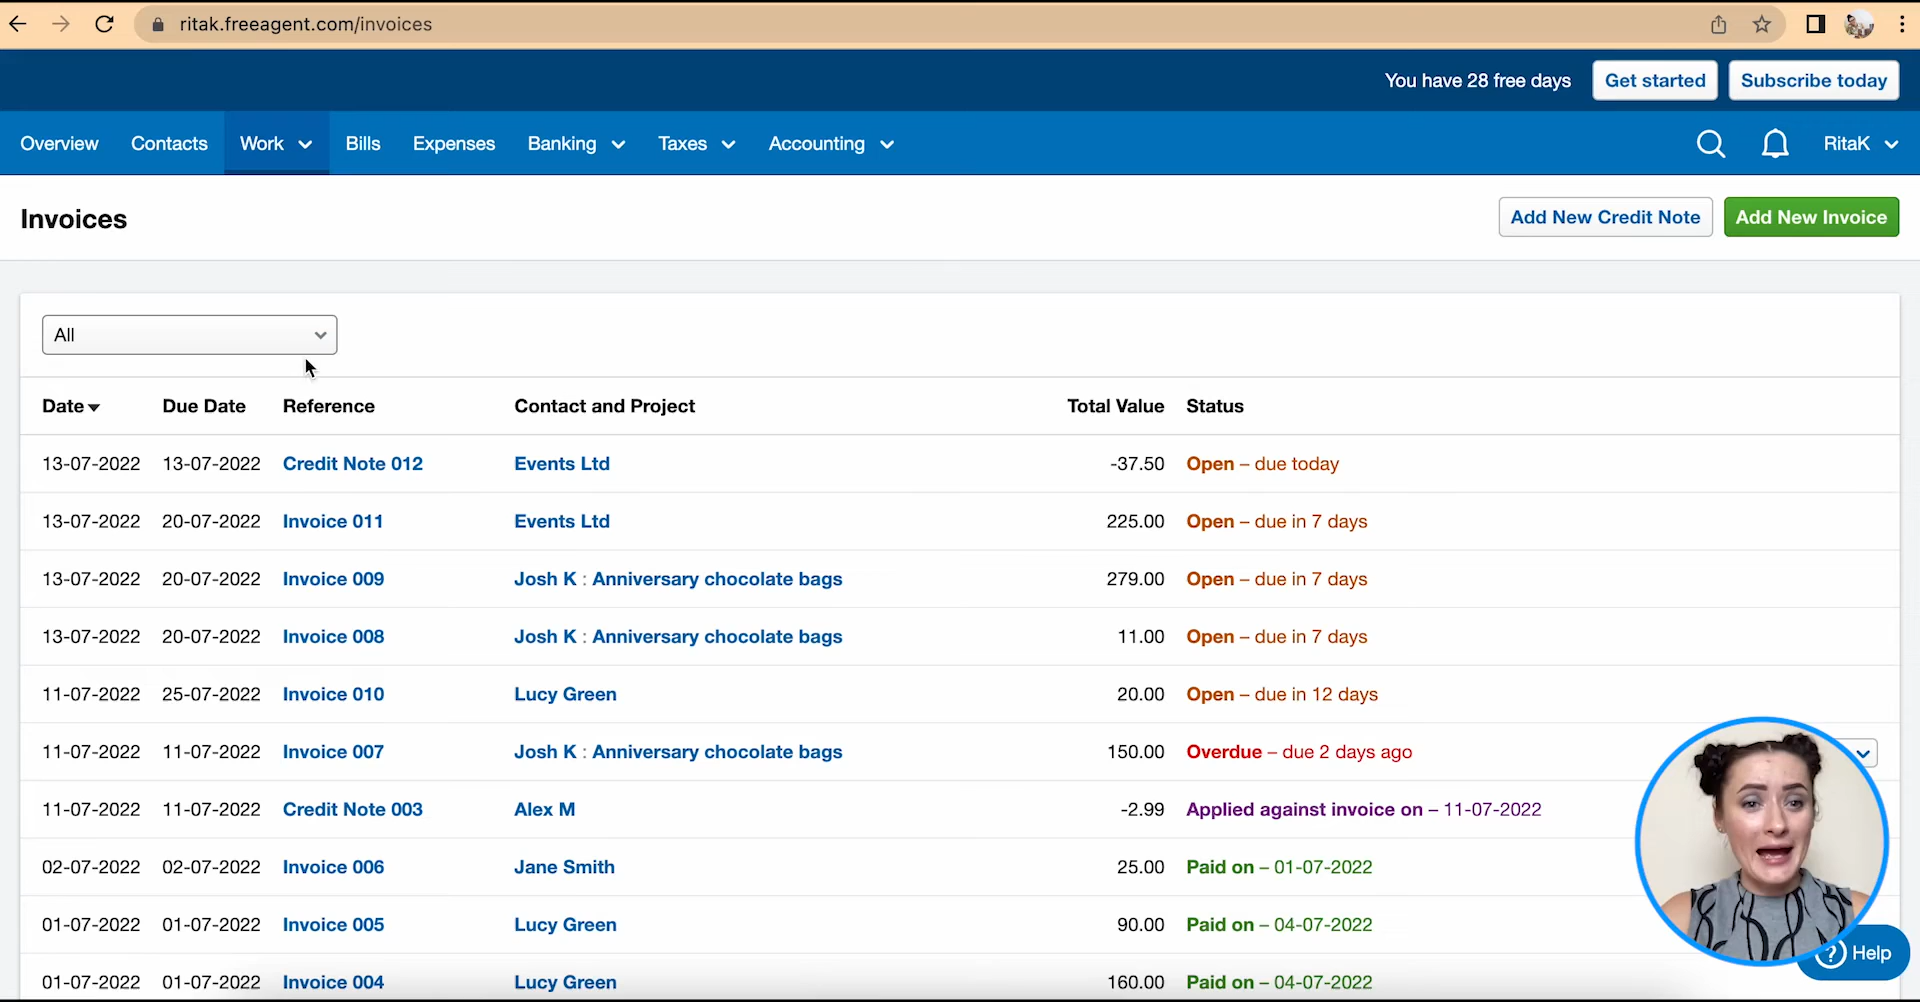 ritak.freeagent.com/invoices
You have 28 free days Get started Subscribe today
Overview Contacts Work Bills Expenses Banking Taxes Accounting RitaK
Invoices Add New Credit Note Add New Invoice
All
Date Due Date Reference Contact and Project Total Value Status
13-07-2022 13-07-2022 Credit Note 012 Events Ltd -37.50 Open – due today
13-07-2022 20-07-2022 Invoice 011 Events Ltd 225.00 Open – due in 7 days
13-07-2022 20-07-2022 Invoice 009 Josh K : Anniversary chocolate bags 279.00 Open – due in 7 days
13-07-2022 20-07-2022 Invoice 008 Josh K : Anniversary chocolate bags 11.00 Open – due in 7 days
11-07-2022 25-07-2022 Invoice 010 Lucy Green 20.00 Open – due in 12 days
11-07-2022 11-07-2022 Invoice 007 Josh K : Anniversary chocolate bags 150.00 Overdue – due 2 days ago
11-07-2022 11-07-2022 Credit Note 003 Alex M -2.99 Applied against invoice on – 11-07-2022
02-07-2022 02-07-2022 Invoice 006 Jane Smith 25.00 Paid on – 01-07-2022
01-07-2022 01-07-2022 Invoice 005 Lucy Green 90.00 Paid on – 04-07-2022
? Help
01-07-2022 01-07-2022 Invoice 004 Lucy Green 160.00 Paid on – 04-07-2022